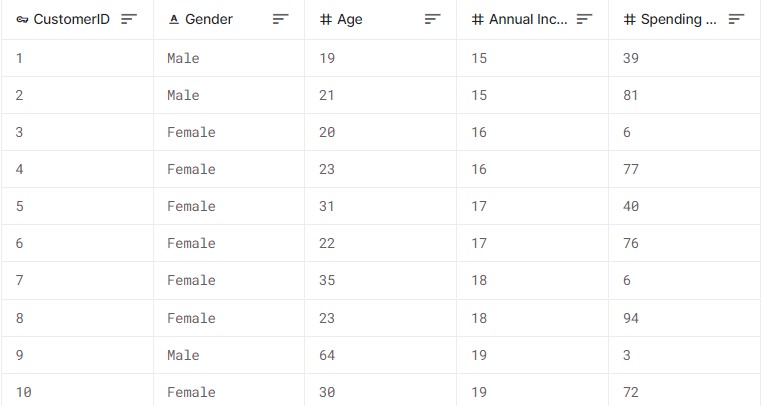 CustomerID Gender # Age # Annual Inc... # Spending ...
1 Male 19 15 39
2 Male 21 15 81
3 Female 20 16 6
4 Female 23 16 77
5 Female 31 17 40
6 Female 22 17 76
7 Female 35 18 6
8 Female 23 18 94
9 Male 64 19 3
10 Female 30 19 72